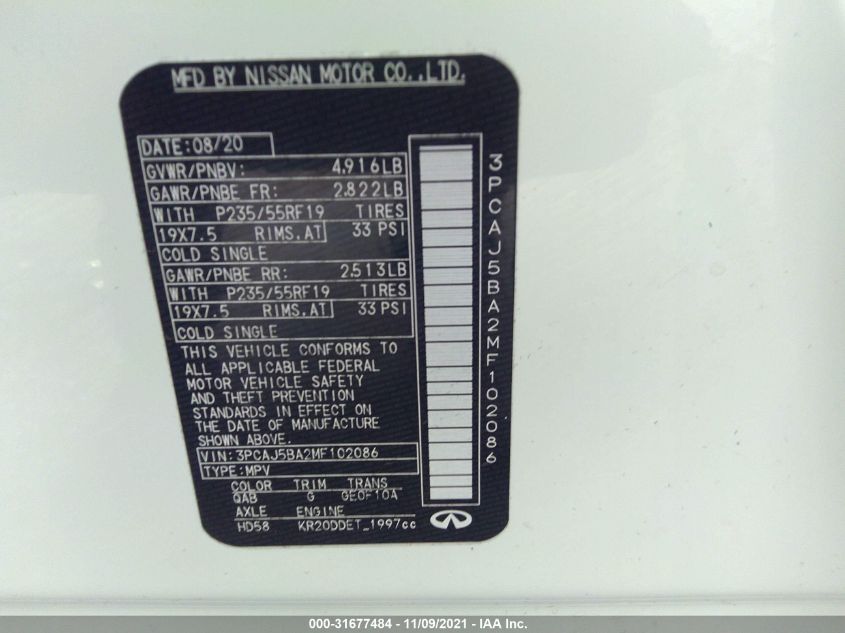 MFD BY NISSAN MOTOR CO.,LTD.
DATE:08/20
GVWR/PNBV: 4,916LB
GAWR/PNBE FR: 2,822LB
WITH P235/55RF19 TIRES
19X7.5 RIMS.AT 33 PSI
COLD SINGLE
GAWR/PNBE RR: 2,513LB
WITH P235/55RF19 TIRES
19X7.5 RIMS.AT 33 PSI
COLD SINGLE
THIS VEHICLE CONFORMS TO
ALL APPLICABLE FEDERAL
MOTOR VEHICLE SAFETY
AND THEFT PREVENTION
STANDARDS IN EFFECT ON
THE DATE OF MANUFACTURE
SHOWN ABOVE.
VIN:3PCAJ5BA2MF102086
TYPE:MPV
COLOR TRIM TRANS
QAB G GE0F10A
AXLE ENGINE
HD58 KR20DDET_1997cc
3PCAJ5BA2MF102086
000-31677484 - 11/09/2021 - IAA Inc.